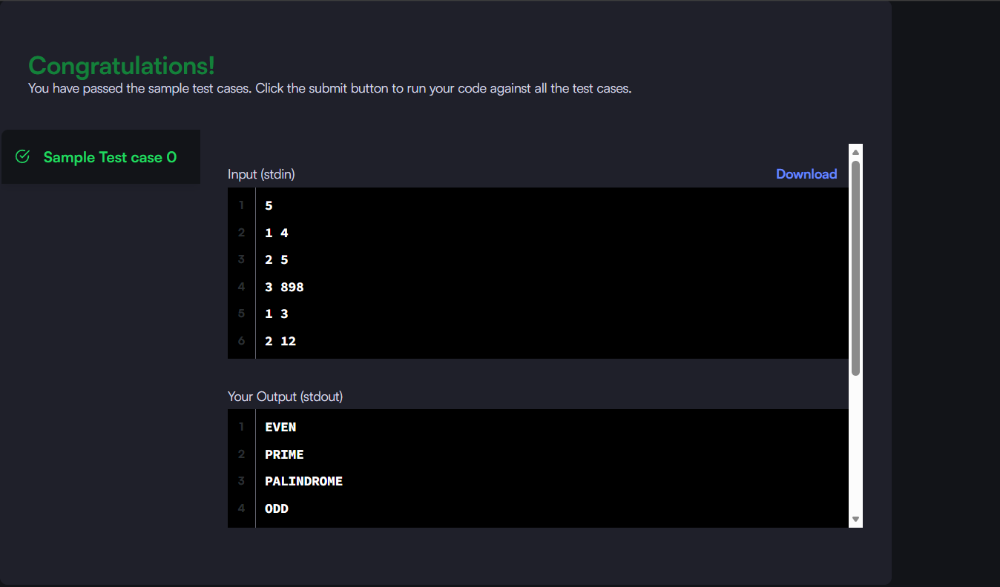 Congratulations!
You have passed the sample test cases. Click the submit button to run your code against all the test cases.
Sample Test case 0
Input (stdin)
Download
1 5
2 1 4
3 2 5
4 3 898
5 1 3
6 2 12
Your Output (stdout)
1 EVEN
2 PRIME
3 PALINDROME
4 ODD